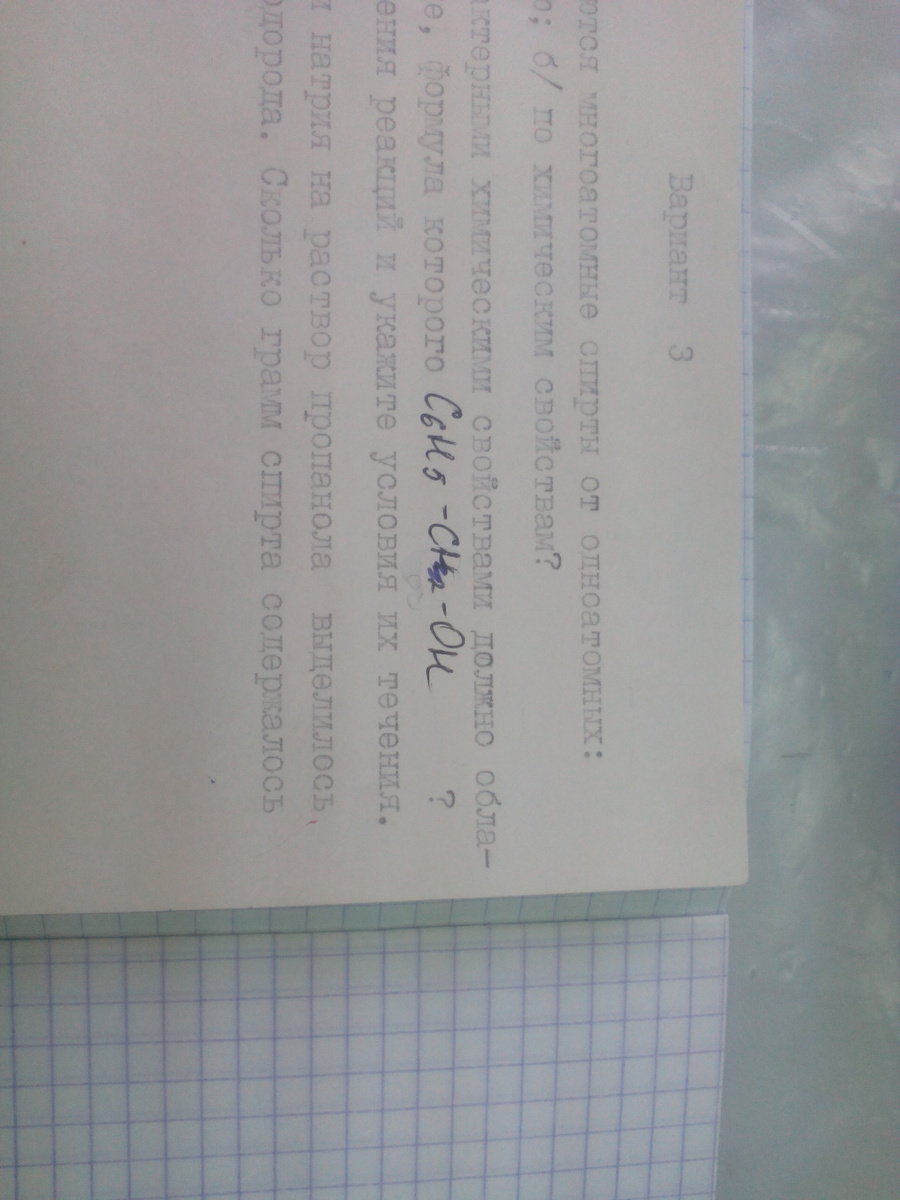 Вариант 3
ются многоатомные спирты от одноатомных:
о; б/ по химическим свойствам?
актерными химическими свойствами должно обла-
е, формула которого C6H5-CH2-OH ?
ения реакций и укажите условия их течения.
и натрия на раствор пропанола выделилось
одорода. Сколько грамм спирта содержалось